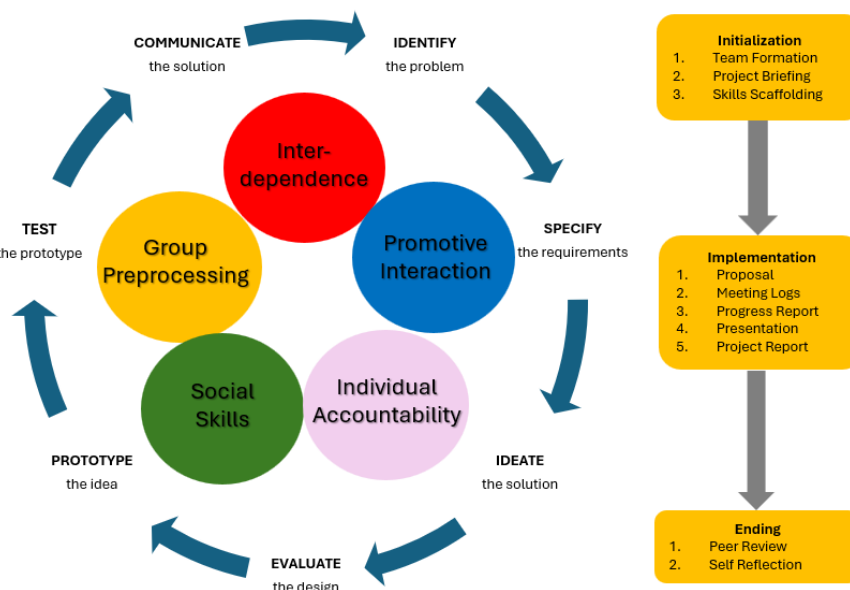 COMMUNICATE
the solution
IDENTIFY
the problem
SPECIFY
the requirements
IDEATE
the solution
EVALUATE
the design
PROTOTYPE
the idea
TEST
the prototype
Inter-
dependence
Promotive
Interaction
Individual
Accountability
Social
Skills
Group
Preprocessing
Initialization
1. Team Formation
2. Project Briefing
3. Skills Scaffolding
Implementation
1. Proposal
2. Meeting Logs
3. Progress Report
4. Presentation
5. Project Report
Ending
1. Peer Review
2. Self Reflection